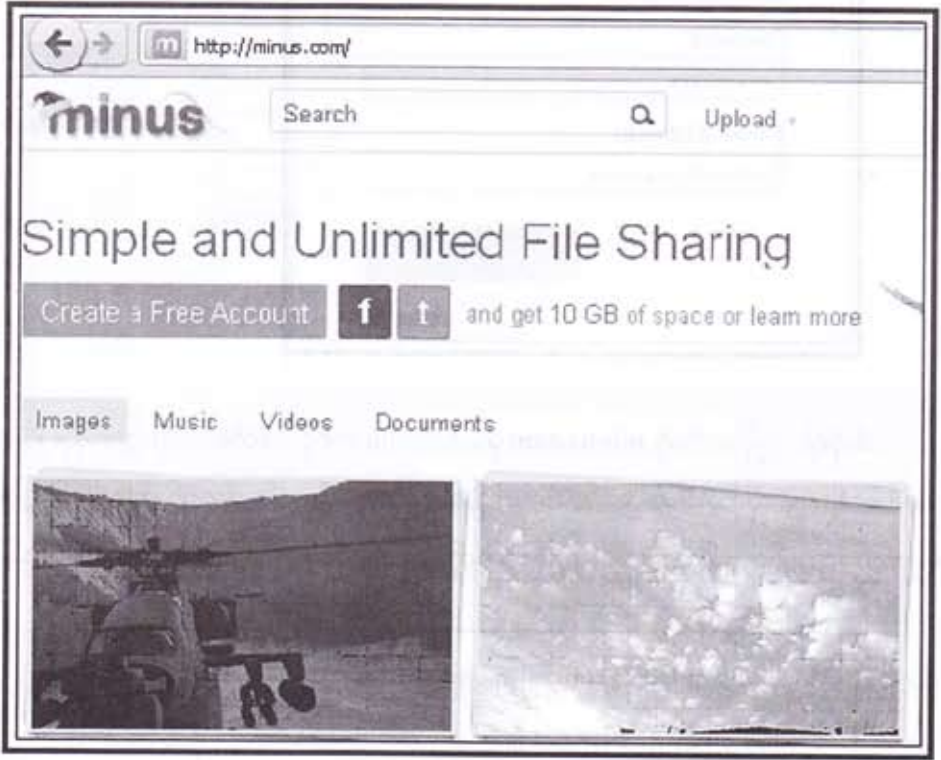 http://minus.com/
minus Search Upload
Simple and Unlimited File Sharing
Create a Free Account f t and get 10 GB of space or learn more
Images Music Videos Documents